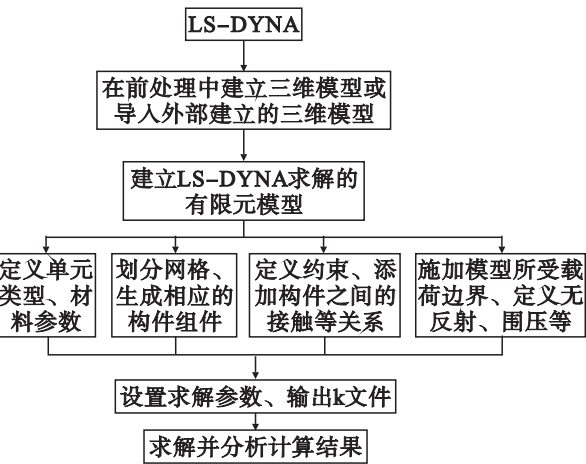 LS-DYNA
在前处理中建立三维模型或
导入外部建立的三维模型
建立LS-DYNA求解的
有限元模型
定义单元
类型、材
料参数
划分网格、
生成相应的
构件组件
定义约束、添
加构件之间的
接触等关系
施加模型所受载
荷边界、定义无
反射、围压等
设置求解参数、输出k文件
求解并分析计算结果